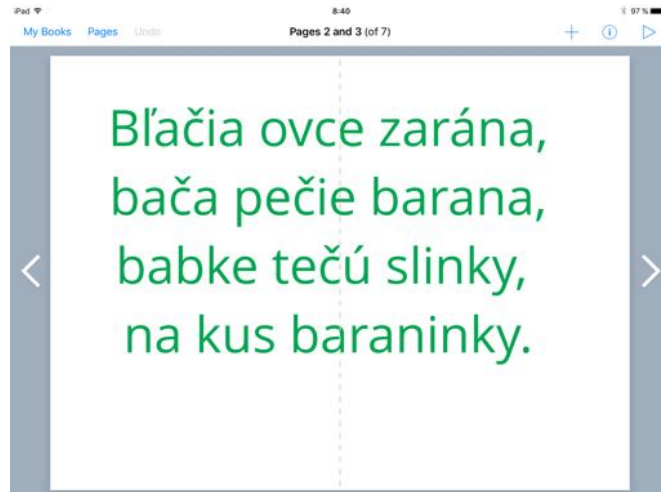 iPad 8:40 97 %
My Books Pages Undo Pages 2 and 3 (of 7)
Bľačia ovce zarána,
bača pečie barana,
babke tečú slinky,
na kus baraninky.